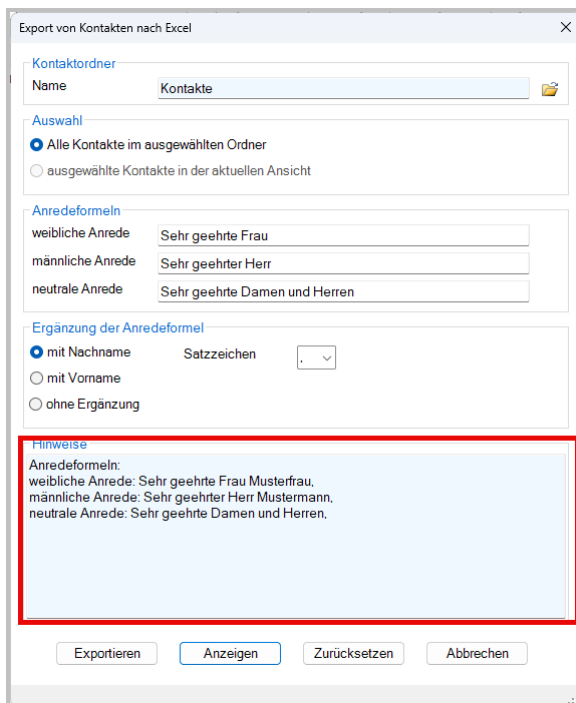 Export von Kontakten nach Excel
Kontaktordner
Name Kontakte
Auswahl
Alle Kontakte im ausgewählten Ordner
ausgewählte Kontakte in der aktuellen Ansicht
Anredeformeln
weibliche Anrede Sehr geehrte Frau
männliche Anrede Sehr geehrter Herr
neutrale Anrede Sehr geehrte Damen und Herren
Ergänzung der Anredeformel
mit Nachname Satzzeichen ,
mit Vorname
ohne Ergänzung
Hinweise
Anredeformeln:
weibliche Anrede: Sehr geehrte Frau Musterfrau,
männliche Anrede: Sehr geehrter Herr Mustermann,
neutrale Anrede: Sehr geehrte Damen und Herren,
Exportieren Anzeigen Zurücksetzen Abbrechen